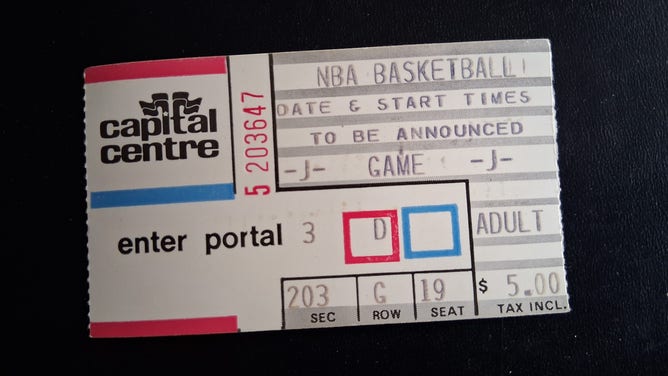 capital
centre
5 203647
NBA BASKETBALL
DATE & START TIMES
TO BE ANNOUNCED
-J- GAME -J-
enter portal 3 D
ADULT
203 G 19 $ 5.00
SEC ROW SEAT TAX INCL.